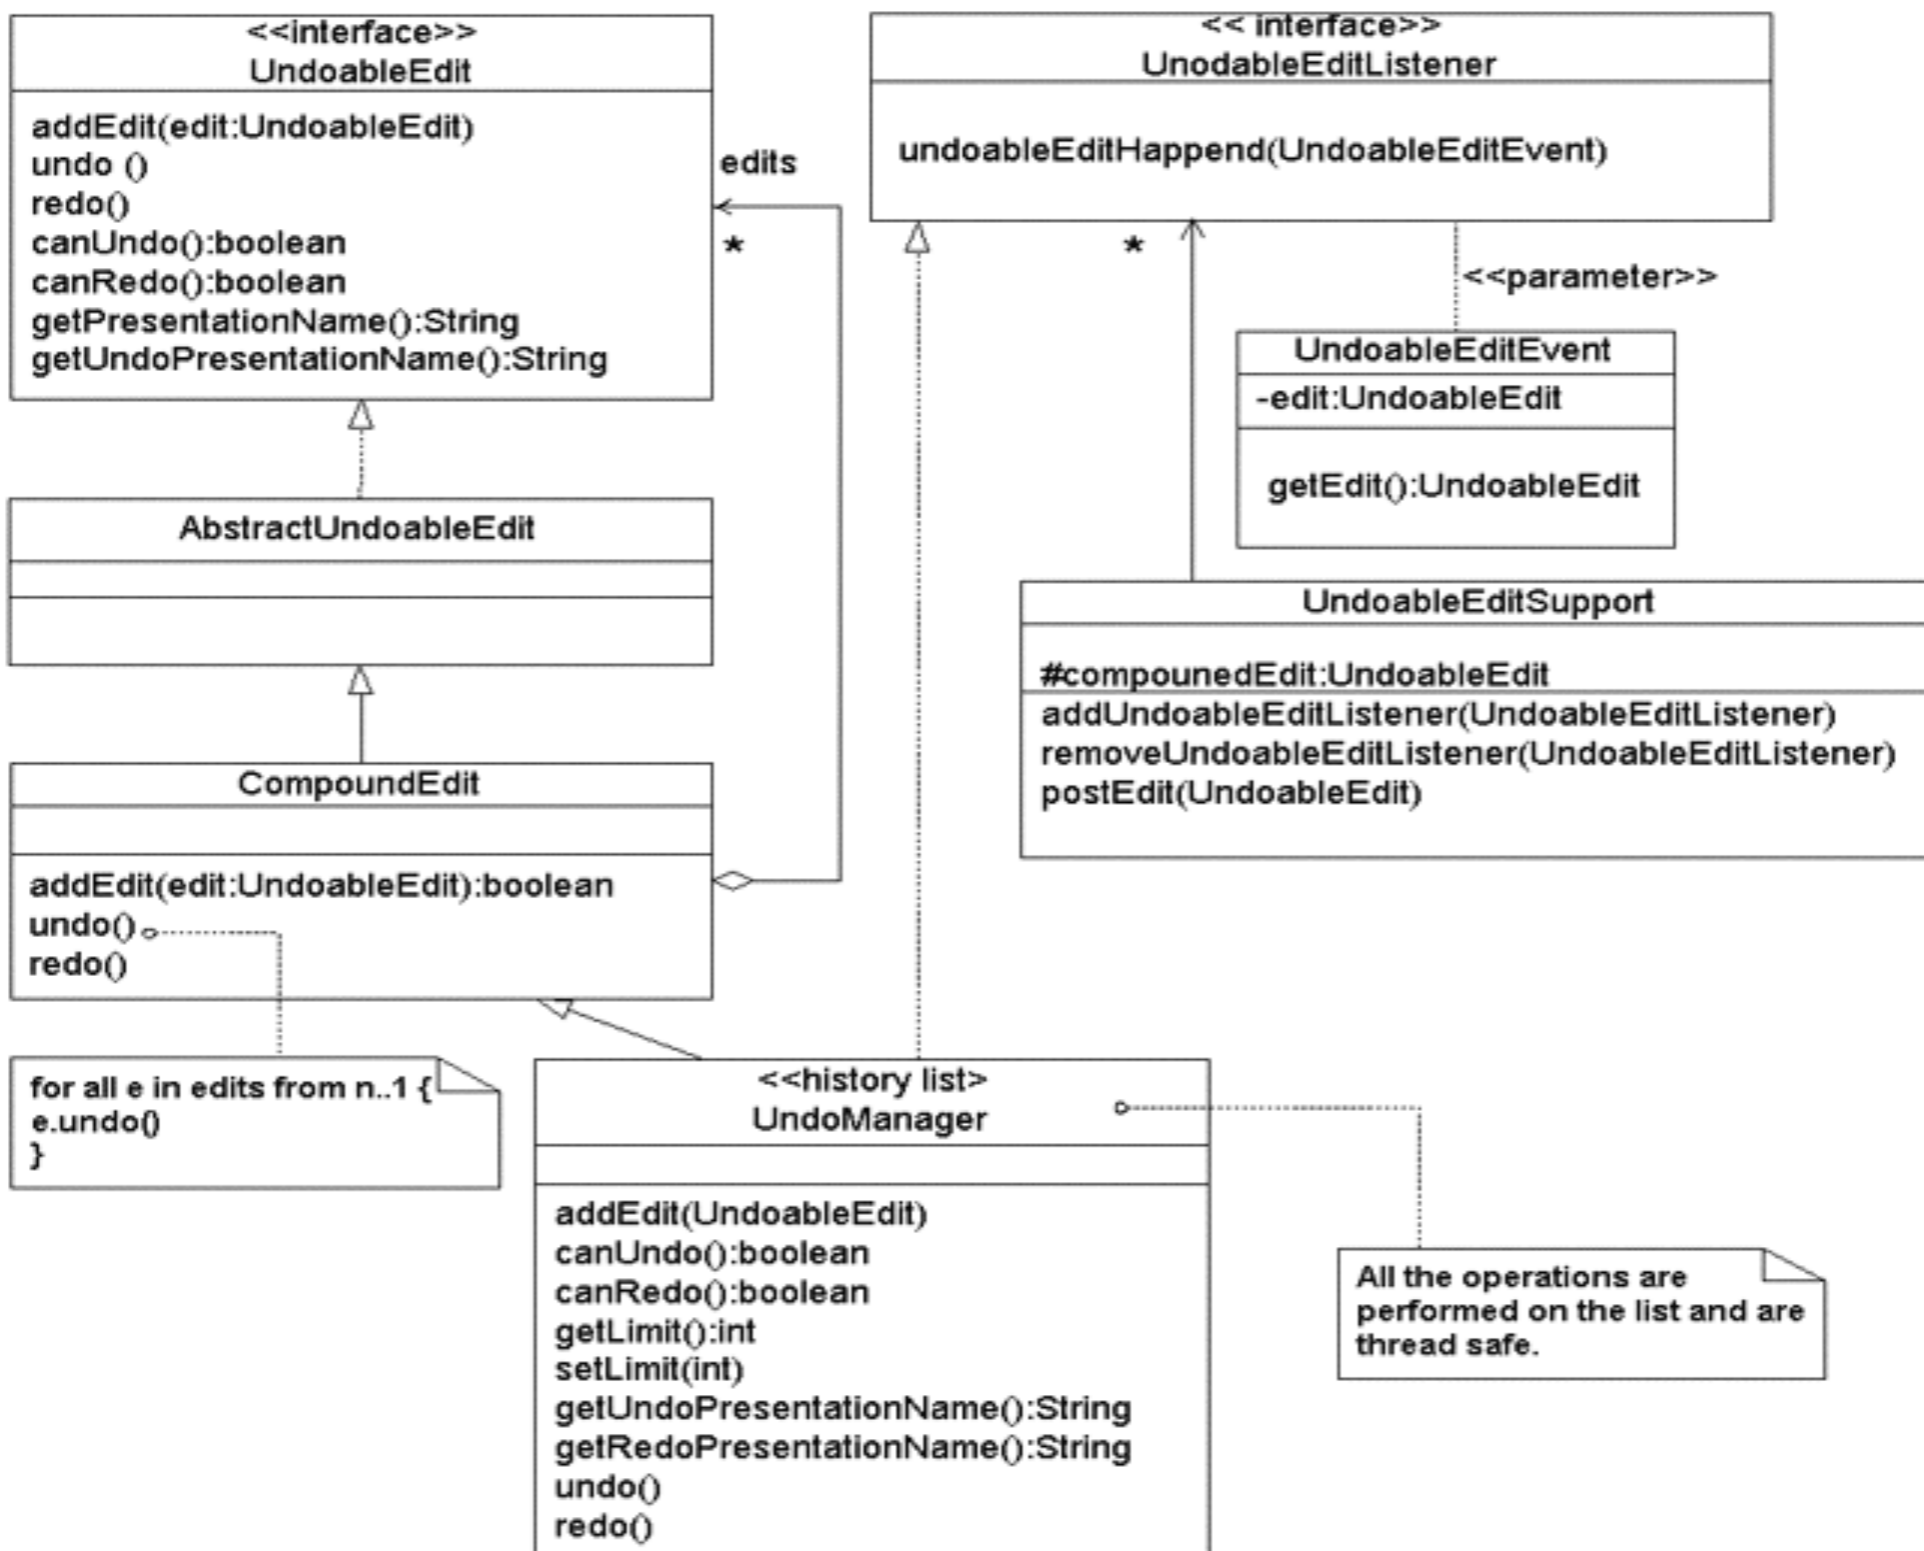 <<interface>>
UndoableEdit
addEdit(edit:UndoableEdit)
undo ()
redo()
canUndo():boolean
canRedo():boolean
getPresentationName():String
getUndoPresentationName():String
edits
*
<< interface>>
UnodableEditListener
undoableEditHappend(UndoableEditEvent)
*
<<parameter>>
UndoableEditEvent
-edit:UndoableEdit
getEdit():UndoableEdit
AbstractUndoableEdit
UndoableEditSupport
#compounedEdit:UndoableEdit
addUndoableEditListener(UndoableEditListener)
removeUndoableEditListener(UndoableEditListener)
postEdit(UndoableEdit)
CompoundEdit
addEdit(edit:UndoableEdit):boolean
undo()
redo()
for all e in edits from n..1 {
e.undo()
}
<<history list>
UndoManager
addEdit(UndoableEdit)
canUndo():boolean
canRedo():boolean
getLimit():int
setLimit(int)
getUndoPresentationName():String
getRedoPresentationName():String
undo()
redo()
All the operations are
performed on the list and are
thread safe.